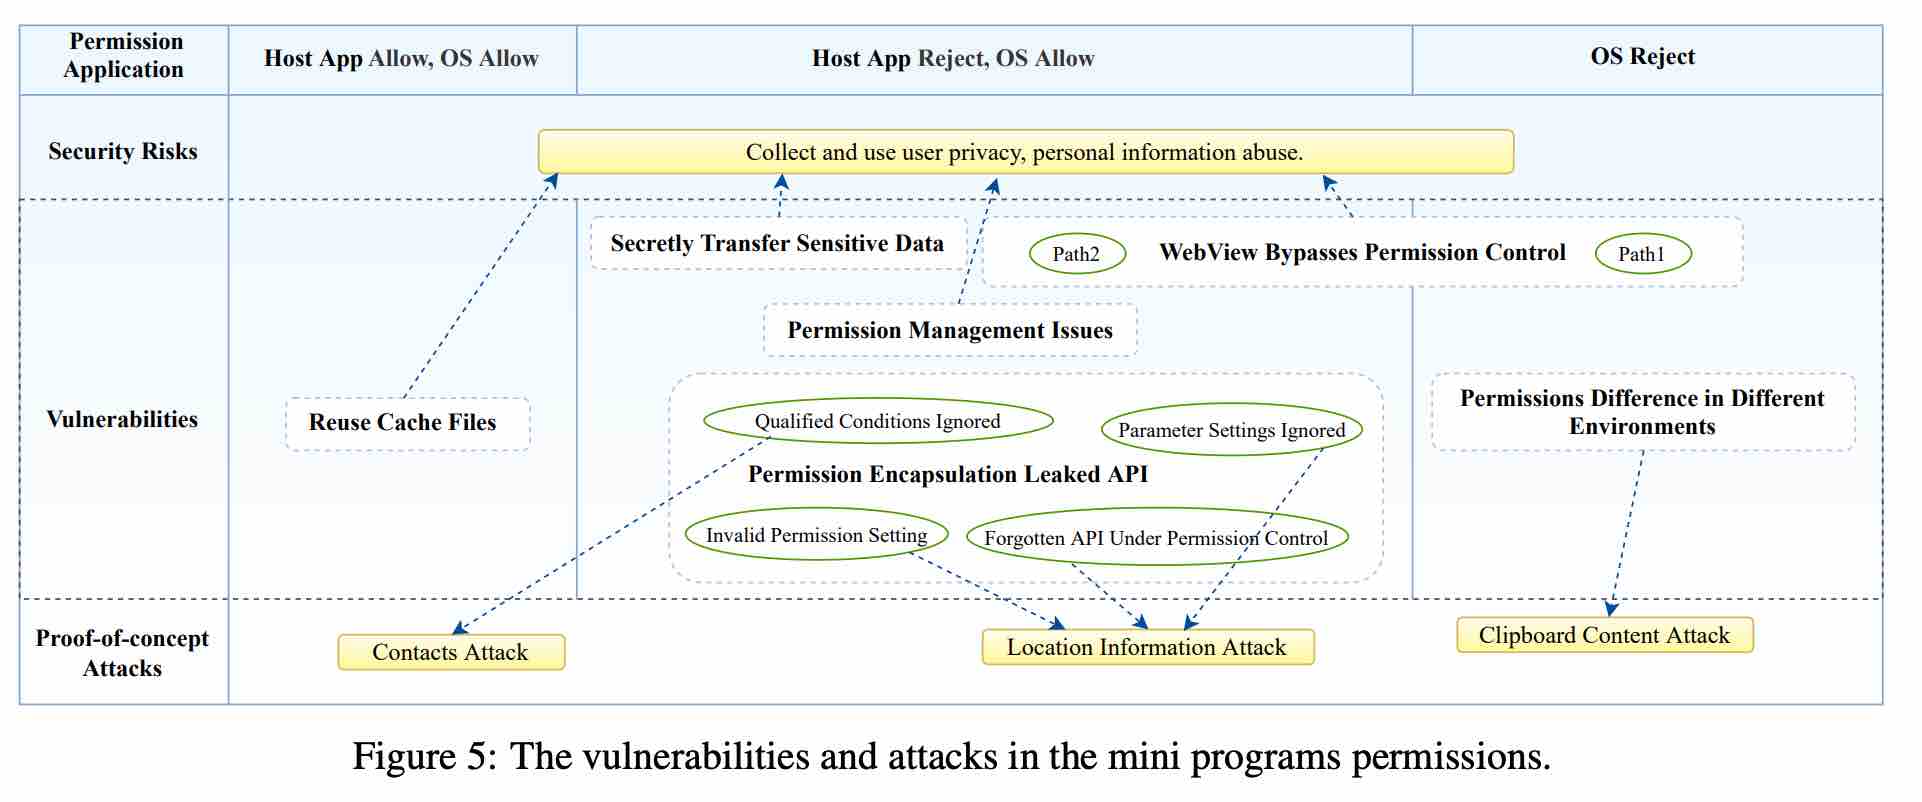 Permission
Application
Host App Allow, OS Allow
Host App Reject, OS Allow
OS Reject
Security Risks
Collect and use user privacy, personal information abuse.
Vulnerabilities
Secretly Transfer Sensitive Data
Path2
WebView Bypasses Permission Control
Path1
Permission Management Issues
Reuse Cache Files
Qualified Conditions Ignored
Parameter Settings Ignored
Permission Encapsulation Leaked API
Invalid Permission Setting
Forgotten API Under Permission Control
Permissions Difference in Different
Environments
Proof-of-concept
Attacks
Contacts Attack
Location Information Attack
Clipboard Content Attack
Figure 5: The vulnerabilities and attacks in the mini programs permissions.